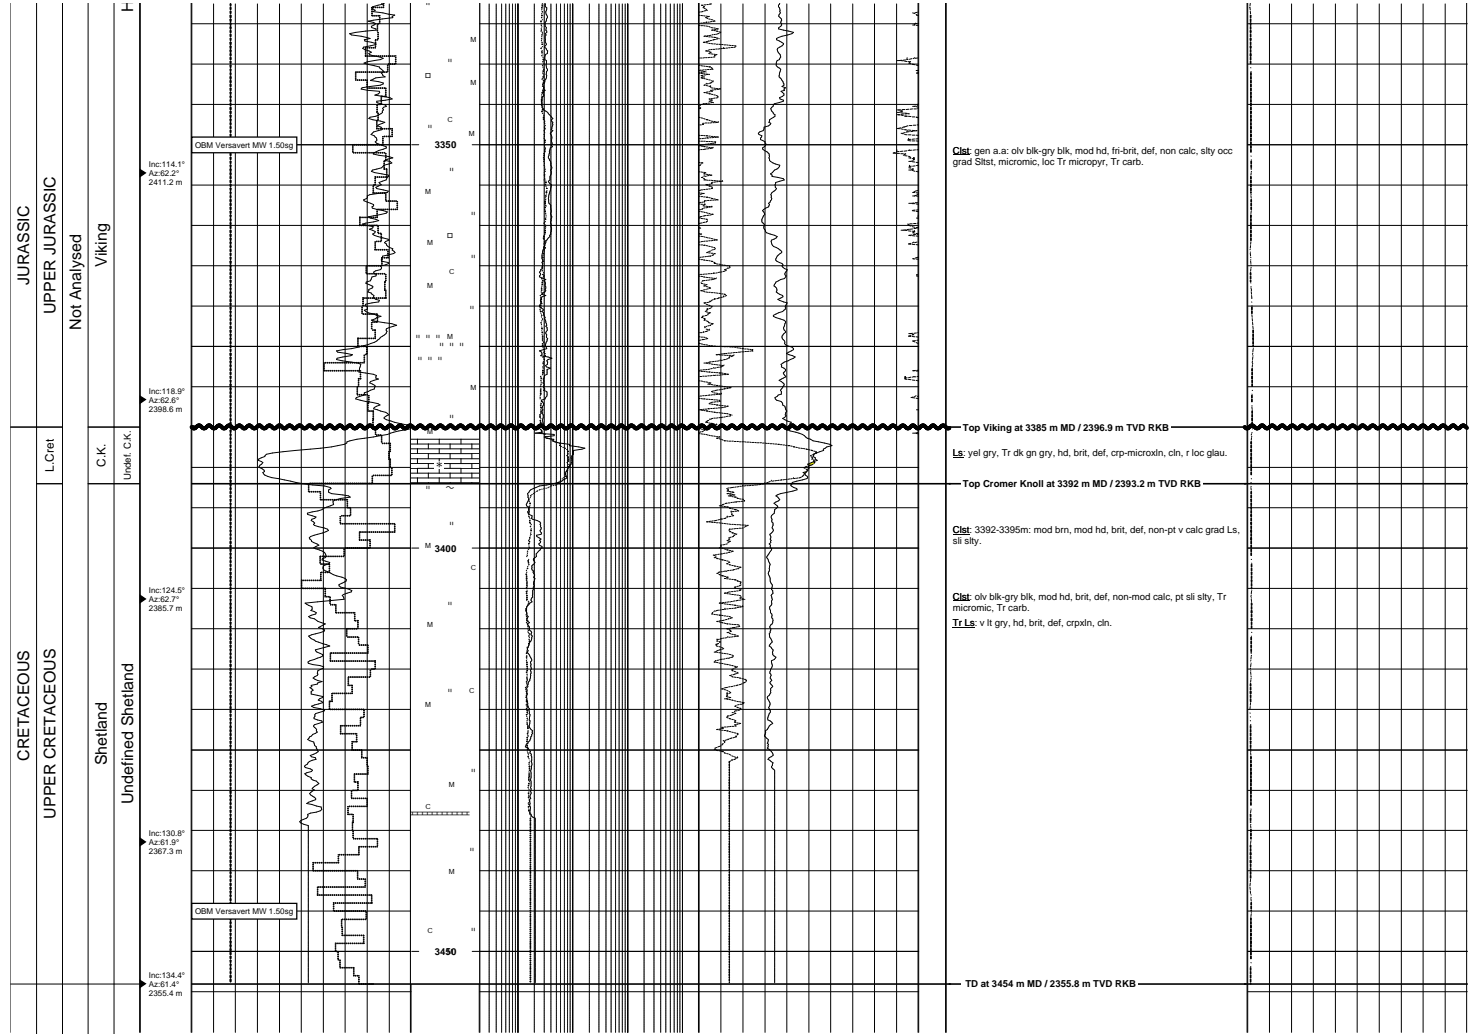 H
JURASSIC
UPPER JURASSIC
Not Analysed
Viking
OBM Versavert MW 1.50sg
3350
Clst: gen a.a: olv blk-gry blk, mod hd, fri-brit, def, non calc, slty occ
grad Sltst, micromic, loc Tr micropyr, Tr carb.
Inc:114.1°
Az:62.2°
2411.2 m
M
M
C
M
M
M
C
M
M
M
Inc:118.9°
Az:62.6°
2398.6 m
Top Viking at 3385 m MD / 2396.9 m TVD RKB
L.Cret
C.K.
Undef. C.K.
M
*
Ls: yel gry, Tr dk gn gry, hd, brit, def, crp-microxln, cln, r loc glau.
Top Cromer Knoll at 3392 m MD / 2393.2 m TVD RKB
Clst: 3392-3395m: mod brn, mod hd, brit, def, non-pt v calc grad Ls,
sli slty.
M
3400
C
Inc:124.5°
Az:62.7°
2385.7 m
Clst: olv blk-gry blk, mod hd, brit, def, non-mod calc, pt sli slty, Tr
micromic, Tr carb.
Tr Ls: v lt gry, hd, brit, def, crpxln, cln.
M
CRETACEOUS
UPPER CRETACEOUS
Shetland
Undefined Shetland
C
M
M
C
Inc:130.8°
Az:61.9°
2367.3 m
M
OBM Versavert MW 1.50sg
C
3450
M
Inc:134.4°
Az:61.4°
2355.4 m
TD at 3454 m MD / 2355.8 m TVD RKB